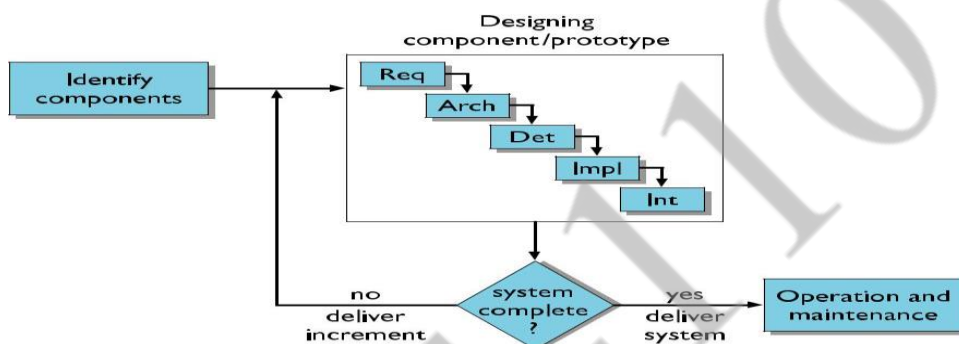 Designing
component/prototype
Identify
components
Req
Arch
Det
Impl
Int
system
complete
?
no
deliver
increment
yes
deliver
system
Operation and
maintenance
110